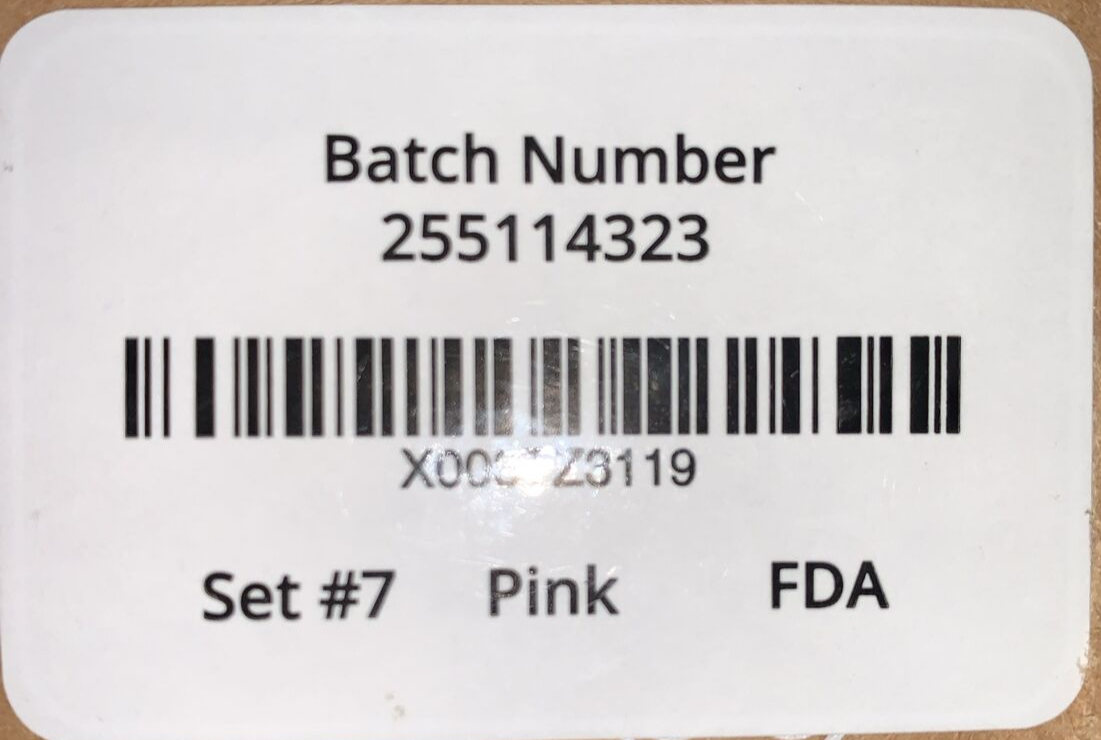 Batch Number
255114323
Set #7 Pink FDA